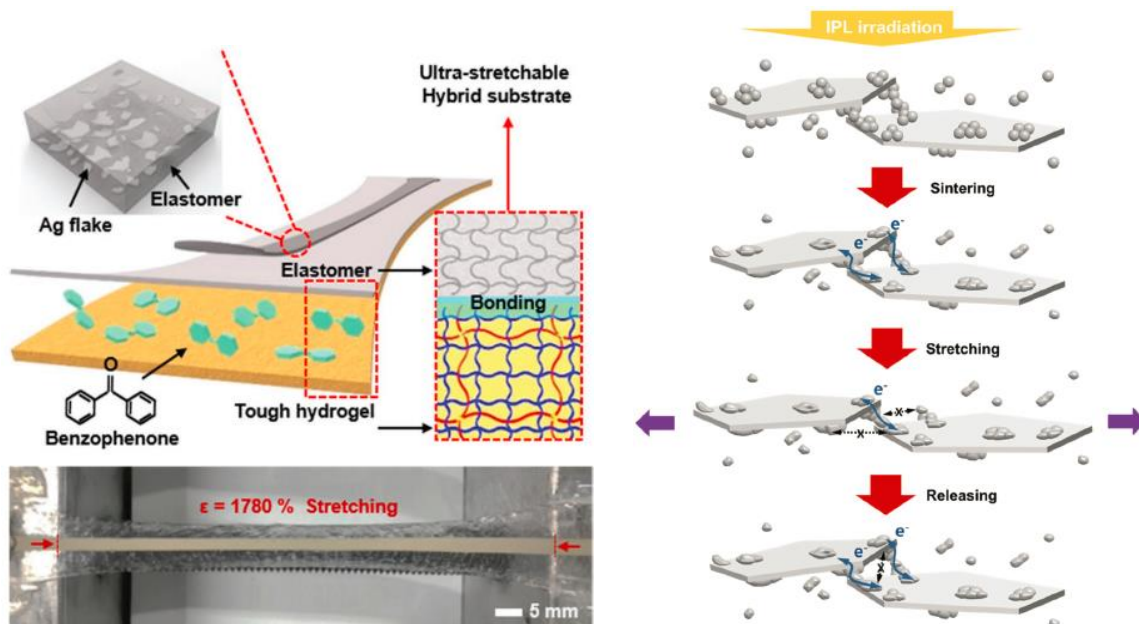 Ultra-stretchable
Hybrid substrate
Elastomer
Ag flake
Elastomer
Bonding
O
Tough hydrogel
Benzophenone
ε = 1780 % Stretching
5 mm
IPL irradiation
Sintering
e-
e-
Stretching
e-
x
x
Releasing
e-
e-
x